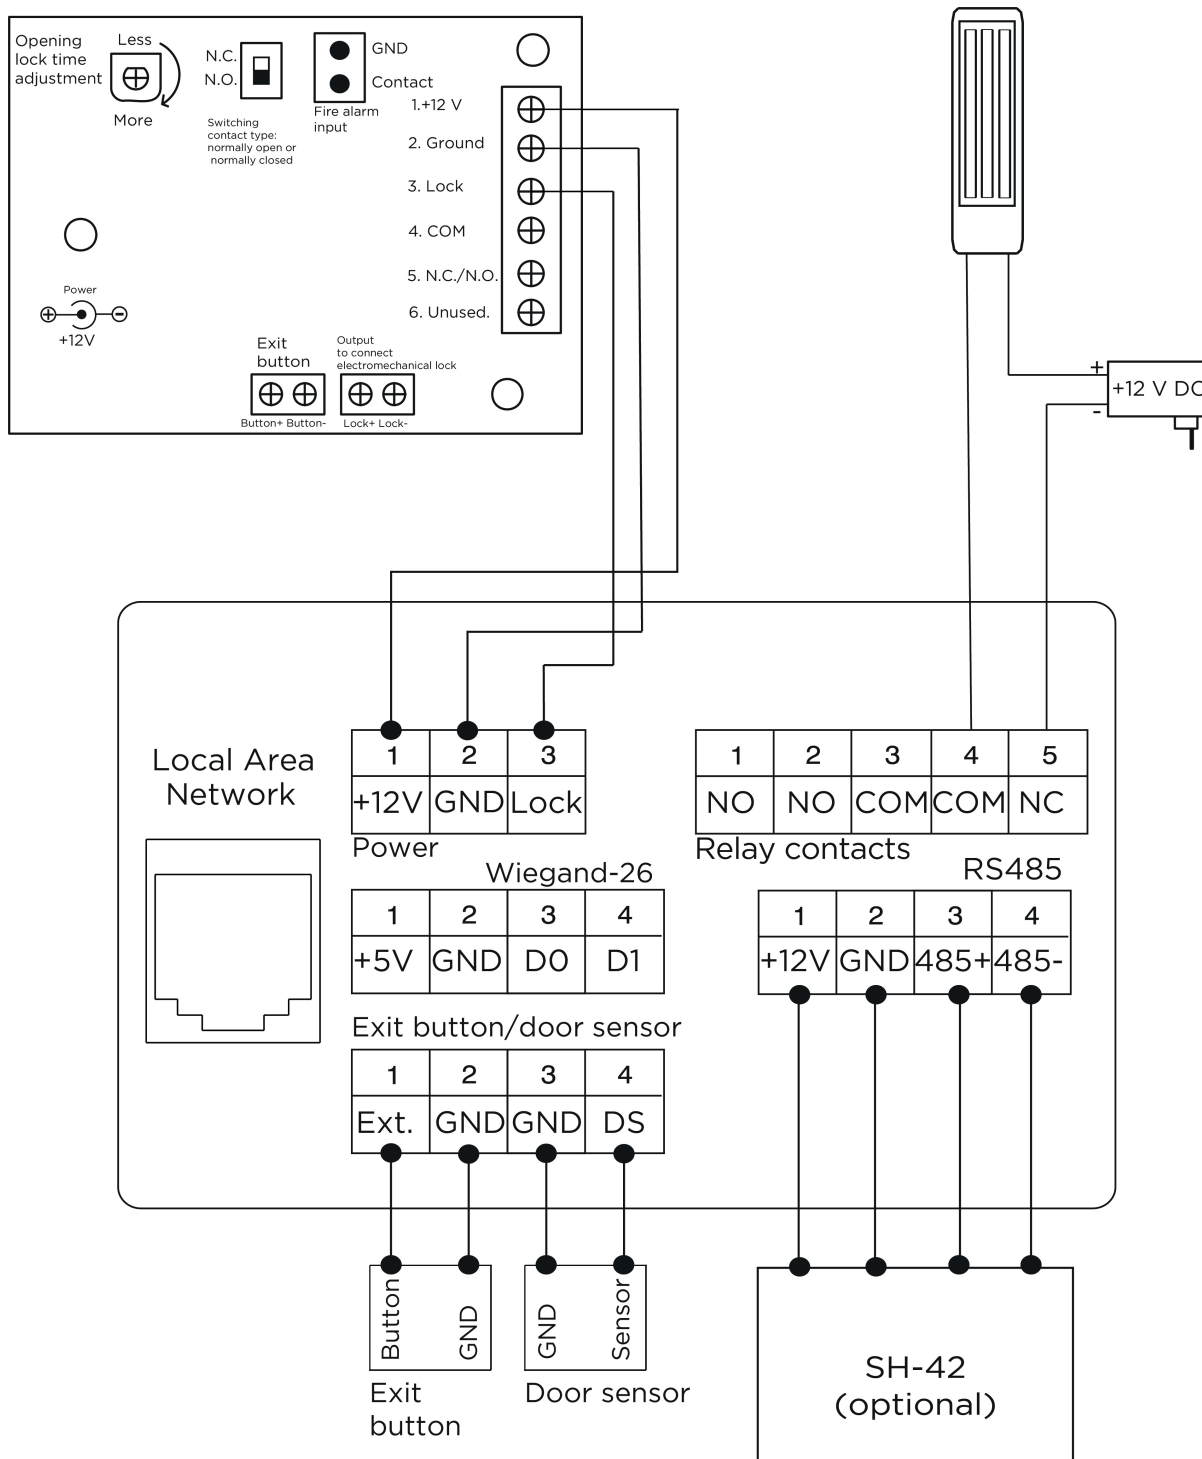 Opening
lock time
adjustment
Less
More
N.C.
N.O.
Switching
contact type:
normally open or
normally closed
GND
Contact
Fire alarm
input
1.+12 V
2. Ground
3. Lock
4. COM
5. N.C./N.O.
6. Unused.
Power
+12V
Exit
button
Button+ Button-
Output
to connect
electromechanical lock
Lock+ Lock-
+
+12 V DC
-
Local Area
Network
1 2 3
+12V GND Lock
Power
1 2 3 4 5
NO NO COM COM NC
Relay contacts
Wiegand-26
1 2 3 4
+5V GND D0 D1
RS485
1 2 3 4
+12V GND 485+ 485-
Exit button/door sensor
1 2 3 4
Ext. GND GND DS
Button
GND
Exit
button
GND
Sensor
Door sensor
SH-42
(optional)